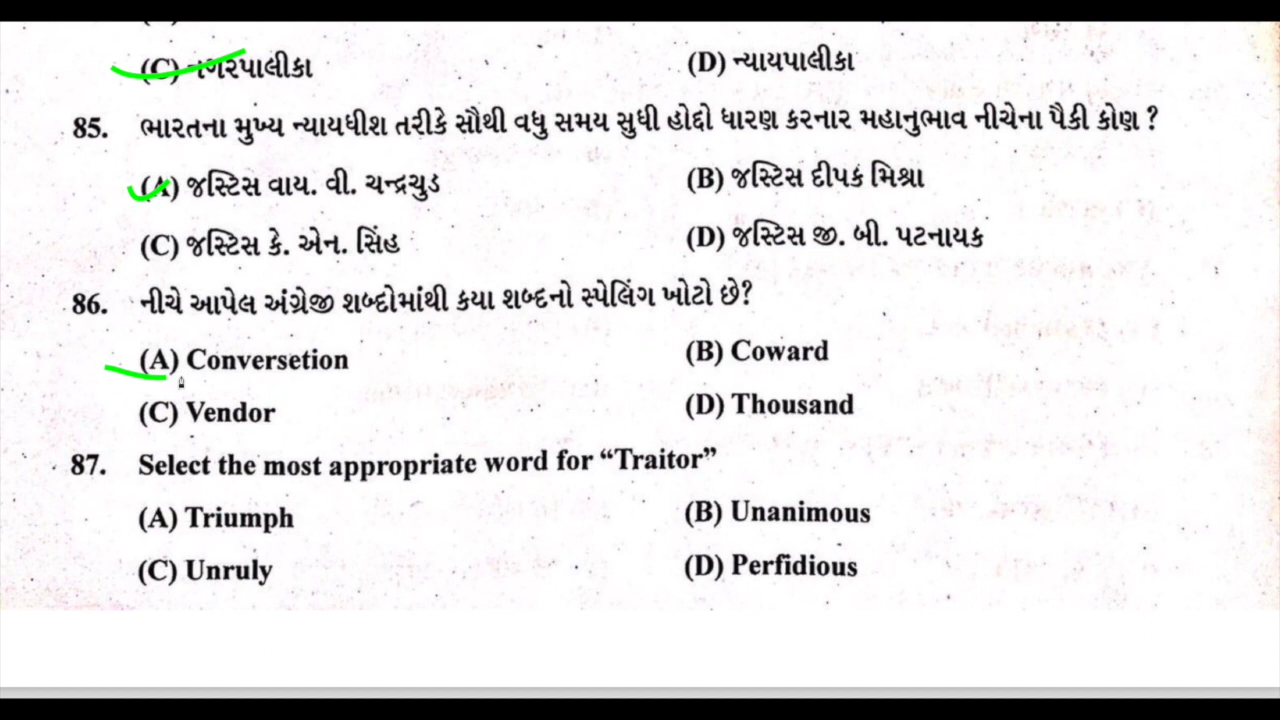 (C) નગરપાલીકા (D) ન્યાયપાલીકા
85. ભારતના મુખ્ય ન્યાયધીશ તરીકે સૌથી વધુ સમય સુધી હોદ્દો ધારણ કરનાર મહાનુભાવ નીચેના પૈકી કોણ ?
(A) જસ્ટિસ વાય. વી. ચન્દ્રચુડ (B) જસ્ટિસ દીપક મિશ્રા
(C) જસ્ટિસ કે. એન. સિંહ (D) જસ્ટિસ જી. બી. પટનાયક
86. નીચે આપેલ અંગ્રેજી શબ્દોમાંથી કયા શબ્દનો સ્પેલિંગ ખોટો છે?
(A) Conversetion (B) Coward
(C) Vendor (D) Thousand
87. Select the most appropriate word for “Traitor”
(A) Triumph (B) Unanimous
(C) Unruly (D) Perfidious